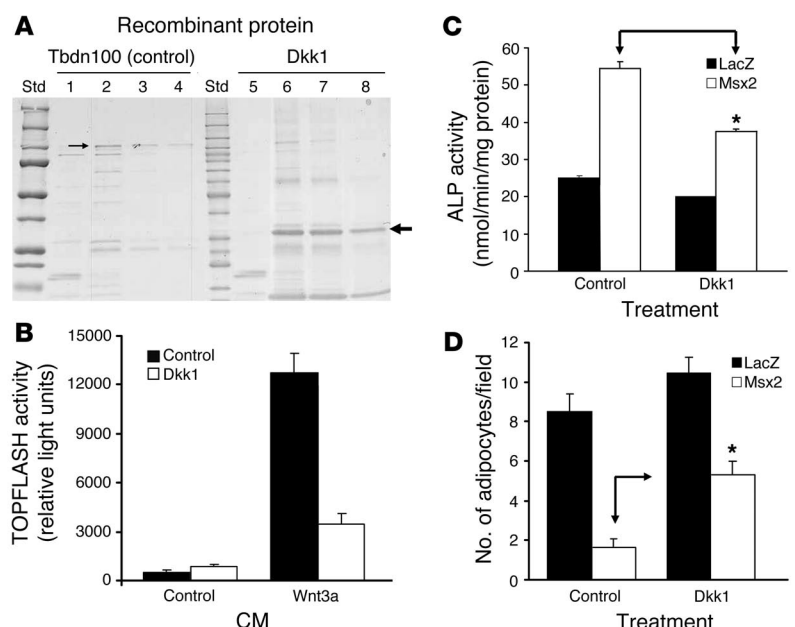 A
Recombinant protein
Tbdn100 (control)
Dkk1
Std 1 2 3 4 Std 5 6 7 8
B
TOPFLASH activity
(relative light units)
15000
12000
9000
6000
3000
0
Control
Dkk1
Control
Wnt3a
CM
C
ALP activity
(nmol/min/mg protein)
60
50
40
30
20
10
0
LacZ
Msx2
*
Control
Dkk1
Treatment
D
No. of adipocytes/field
12
10
8
6
4
2
0
LacZ
Msx2
*
Control
Dkk1
Treatment